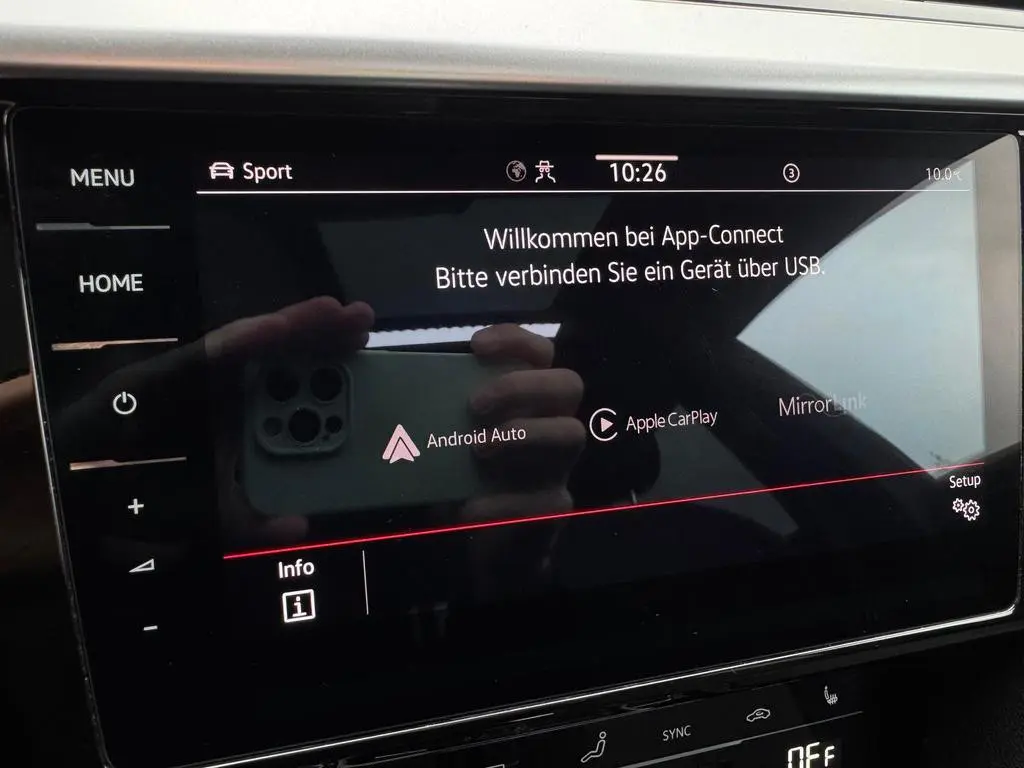 MENU
Sport
10:26
3
10.0°C
HOME
Willkommen bei App-Connect
Bitte verbinden Sie ein Gerät über USB.
Android Auto
Apple CarPlay
MirrorLink
Setup
Info
i
SYNC
OFF